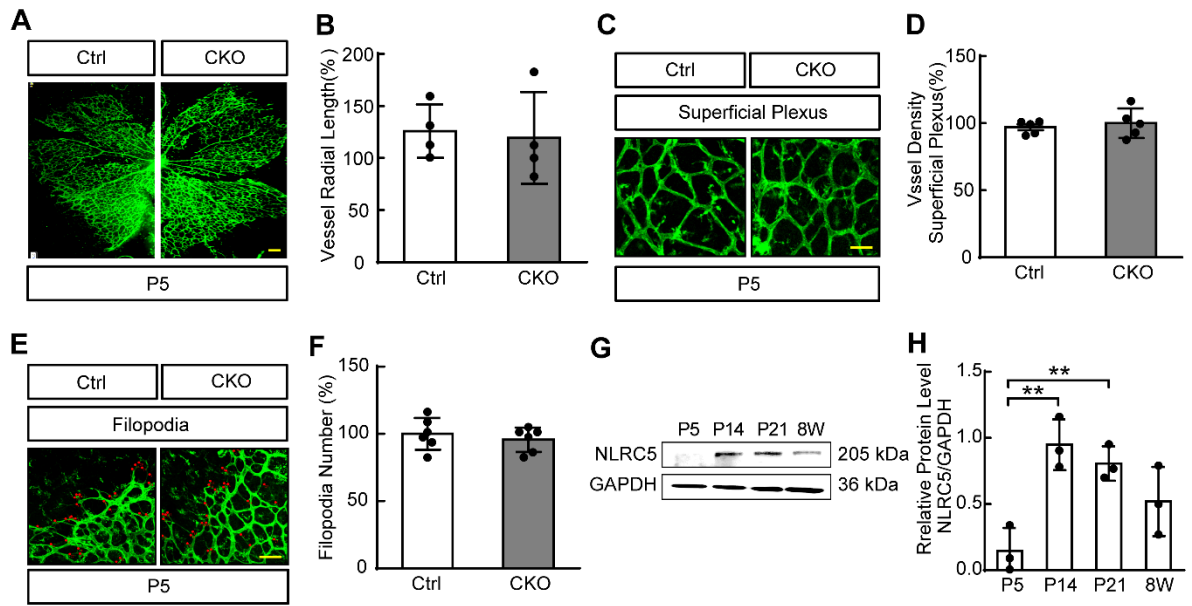 A
Ctrl
CKO
P5
B
Vessel Radial Length(%)
200
150
100
50
0
Ctrl
CKO
C
Ctrl
CKO
Superficial Plexus
P5
D
Vssel Density
Superficial Plexus(%)
150
100
50
0
Ctrl
CKO
E
Ctrl
CKO
Filopodia
P5
F
Filopodia Number (%)
150
100
50
0
Ctrl
CKO
G
P5 P14 P21 8W
NLRC5 205 kDa
GAPDH 36 kDa
H
Rrelative Protein Level
NLRC5/GAPDH
1.5
1.0
0.5
0.0
**
**
P5 P14 P21 8W